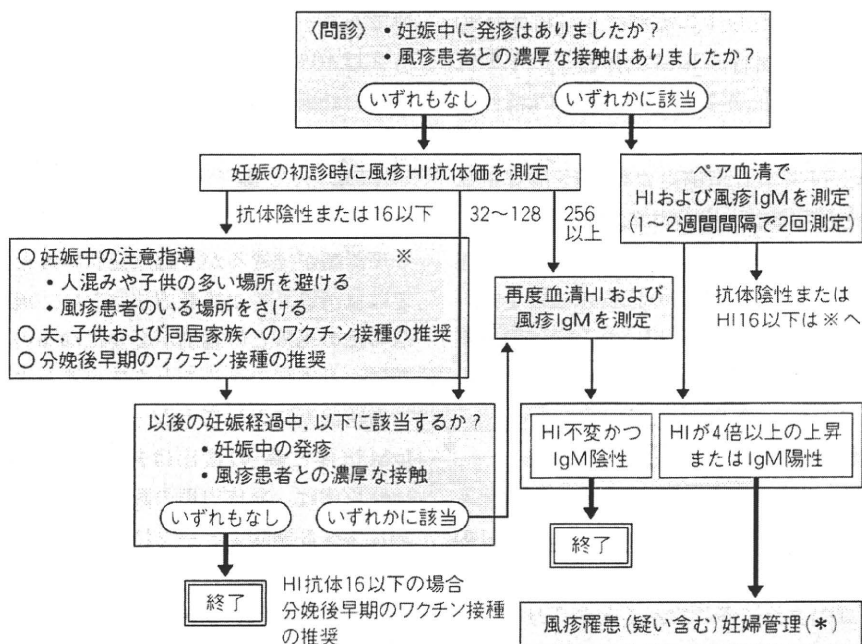 〈問診〉・妊娠中に発疹はありましたか？
・風疹患者との濃厚な接触はありましたか？
いずれもなし
いずれかに該当
妊娠の初診時に風疹HI抗体価を測定
ペア血清で
HIおよび風疹IgMを測定
(1〜2週間間隔で2回測定)
抗体陰性または16以下
32〜128
256
以上
○妊娠中の注意指導 ※
・人混みや子供の多い場所を避ける
・風疹患者のいる場所をさける
○夫，子供および同居家族へのワクチン接種の推奨
○分娩後早期のワクチン接種の推奨
再度血清HIおよび
風疹IgMを測定
抗体陰性または
HI16以下は※へ
以後の妊娠経過中，以下に該当するか？
・妊娠中の発疹
・風疹患者との濃厚な接触
いずれもなし
いずれかに該当
HI不変かつ
IgM陰性
HIが4倍以上の上昇
またはIgM陽性
終了
終了
HI抗体16以下の場合
分娩後早期のワクチン接種
の推奨
風疹罹患(疑い含む)妊婦管理(＊)